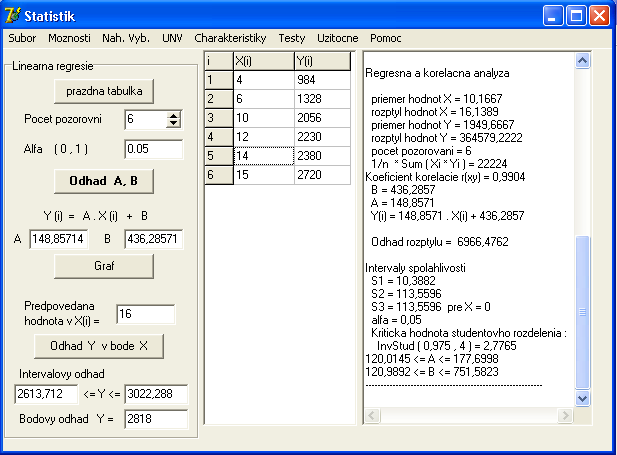 Statistik
Subor Moznosti Nah. Vyb. UNV Charakteristiky Testy Uzitocne Pomoc
Linearna regresie
prazdna tabulka
Pocet pozorovni 6
Alfa ( 0 , 1 ) 0.05
Odhad A, B
Y (i) = A . X (i) + B
A 148,85714 B 436,28571
Graf
Predpovedana
hodnota v X(i) = 16
Odhad Y v bode X
Intervalovy odhad
2613,712 <= Y <= 3022,288
Bodovy odhad Y = 2818
i X(i) Y(i)
1 4 984
2 6 1328
3 10 2056
4 12 2230
5 14 2380
6 15 2720
Regresna a korelacna analyza
priemer hodnot X = 10,1667
rozptyl hodnot X = 16,1389
priemer hodnot Y = 1949,6667
rozptyl hodnot Y = 364579,2222
pocet pozorovani = 6
1/n * Sum ( Xi * Yi ) = 22224
Koeficient korelacie r(xy) = 0,9904
B = 436,2857
A = 148,8571
Y(i) = 148,8571 . X(i) + 436,2857
Odhad rozptylu = 6966,4762
Intervaly spolahlivosti
S1 = 10,3882
S2 = 113,5596
S3 = 113,5596 pre X = 0
alfa = 0,05
Kriticka hodnota studentovho rozdelenia :
InvStud ( 0,975 , 4 ) = 2,7765
120,0145 <= A <= 177,6998
120,9892 <= B <= 751,5823
--------------------------------------------------